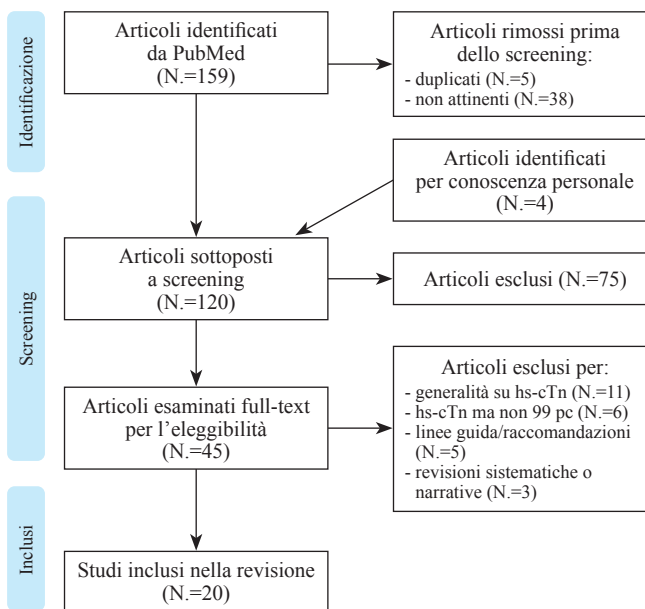 Identificazione
Articoli identificati
da PubMed
(N.=159)
Articoli rimossi prima
dello screening:
- duplicati (N.=5)
- non attinenti (N.=38)
Articoli identificati
per conoscenza personale
(N.=4)
Screening
Articoli sottoposti
a screening
(N.=120)
Articoli esclusi (N.=75)
Articoli esaminati full-text
per l'eleggibilità
(N.=45)
Articoli esclusi per:
- generalità su hs-cTn (N.=11)
- hs-cTn ma non 99 pc (N.=6)
- linee guida/raccomandazioni
(N.=5)
- revisioni sistematiche o
narrative (N.=3)
Inclusi
Studi inclusi nella revisione
(N.=20)